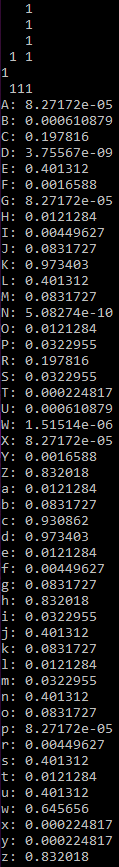 1
   1
   1
 1 1
1
 111
A: 8.27172e-05
B: 0.000610879
C: 0.197816
D: 3.75567e-09
E: 0.401312
F: 0.0016588
G: 8.27172e-05
H: 0.0121284
I: 0.00449627
J: 0.0831727
K: 0.973403
L: 0.401312
M: 0.0831727
N: 5.08274e-10
O: 0.0121284
P: 0.0322955
R: 0.197816
S: 0.0322955
T: 0.000224817
U: 0.000610879
W: 1.51514e-06
X: 8.27172e-05
Y: 0.0016588
Z: 0.832018
a: 0.0121284
b: 0.0831727
c: 0.930862
d: 0.973403
e: 0.0121284
f: 0.00449627
g: 0.0831727
h: 0.832018
i: 0.0322955
j: 0.401312
k: 0.0831727
l: 0.0121284
m: 0.0322955
n: 0.401312
o: 0.0831727
p: 8.27172e-05
r: 0.00449627
s: 0.401312
t: 0.0121284
u: 0.401312
w: 0.645656
x: 0.000224817
y: 0.000224817
z: 0.832018